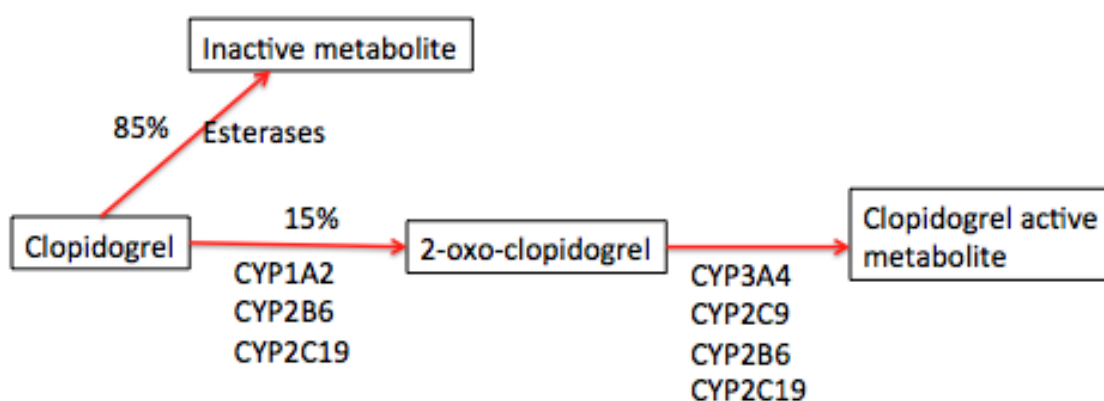 Inactive metabolite
85% Esterases
Clopidogrel
15%
CYP1A2
CYP2B6
CYP2C19
2-oxo-clopidogrel
CYP3A4
CYP2C9
CYP2B6
CYP2C19
Clopidogrel active
metabolite